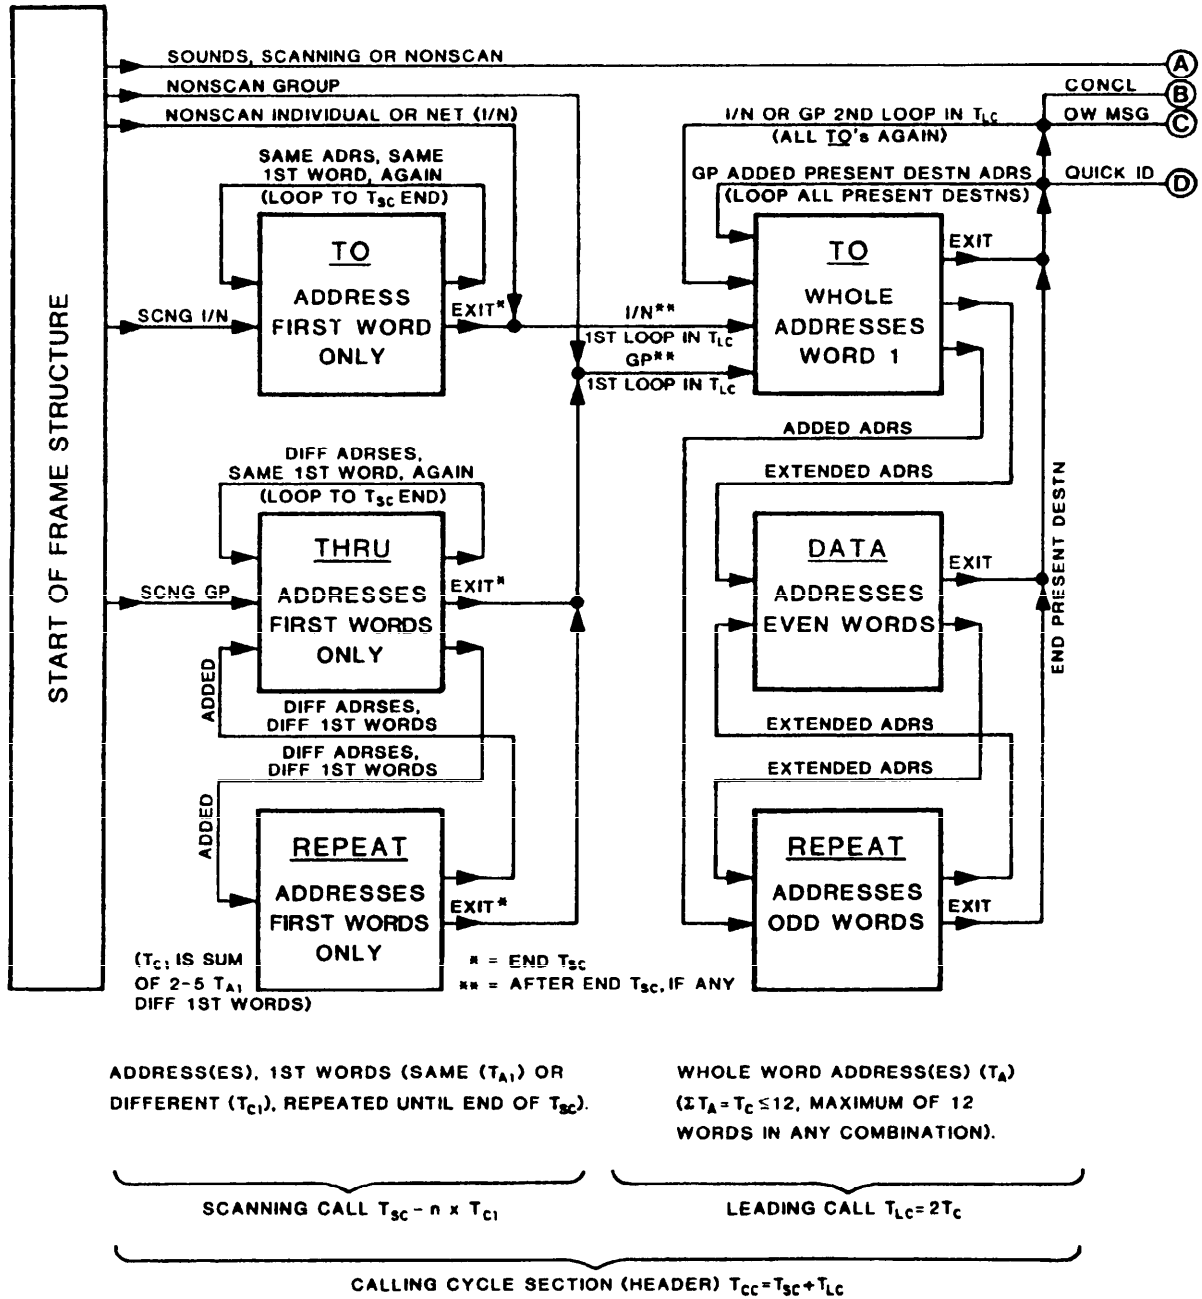 START OF FRAME STRUCTURE
SOUNDS, SCANNING OR NONSCAN
A
NONSCAN GROUP
CONCL
B
NONSCAN INDIVIDUAL OR NET (I/N)
I/N OR GP 2ND LOOP IN TLC
(ALL TO's AGAIN)
OW MSG
C
SAME ADRS, SAME
1ST WORD, AGAIN
(LOOP TO TSC END)
GP ADDED PRESENT DESTN ADRS
(LOOP ALL PRESENT DESTNS)
QUICK ID
D
SCNG I/N
TO
ADDRESS
FIRST WORD
ONLY
EXIT*
I/N**
1ST LOOP IN TLC
GP**
1ST LOOP IN TLC
TO
WHOLE
ADDRESSES
WORD 1
EXIT
ADDED ADRS
EXTENDED ADRS
DIFF ADRSES,
SAME 1ST WORD, AGAIN
(LOOP TO TSC END)
SCNG GP
THRU
ADDRESSES
FIRST WORDS
ONLY
EXIT*
DATA
ADDRESSES
EVEN WORDS
EXIT
END PRESENT DESTN
ADDED
DIFF ADRSES,
DIFF 1ST WORDS
DIFF ADRSES,
DIFF 1ST WORDS
ADDED
EXTENDED ADRS
EXTENDED ADRS
REPEAT
ADDRESSES
FIRST WORDS
ONLY
EXIT*
REPEAT
ADDRESSES
ODD WORDS
EXIT
(TC1 IS SUM
OF 2-5 TA1
DIFF 1ST WORDS)
* = END TSC
** = AFTER END TSC, IF ANY
ADDRESS(ES), 1ST WORDS (SAME (TA1) OR
DIFFERENT (TC1), REPEATED UNTIL END OF TSC).
WHOLE WORD ADDRESS(ES) (TA)
(ΣTA=TC≤12, MAXIMUM OF 12
WORDS IN ANY COMBINATION).
SCANNING CALL TSC – n x TC1
LEADING CALL TLC=2TC
CALLING CYCLE SECTION (HEADER) TCC=TSC+TLC